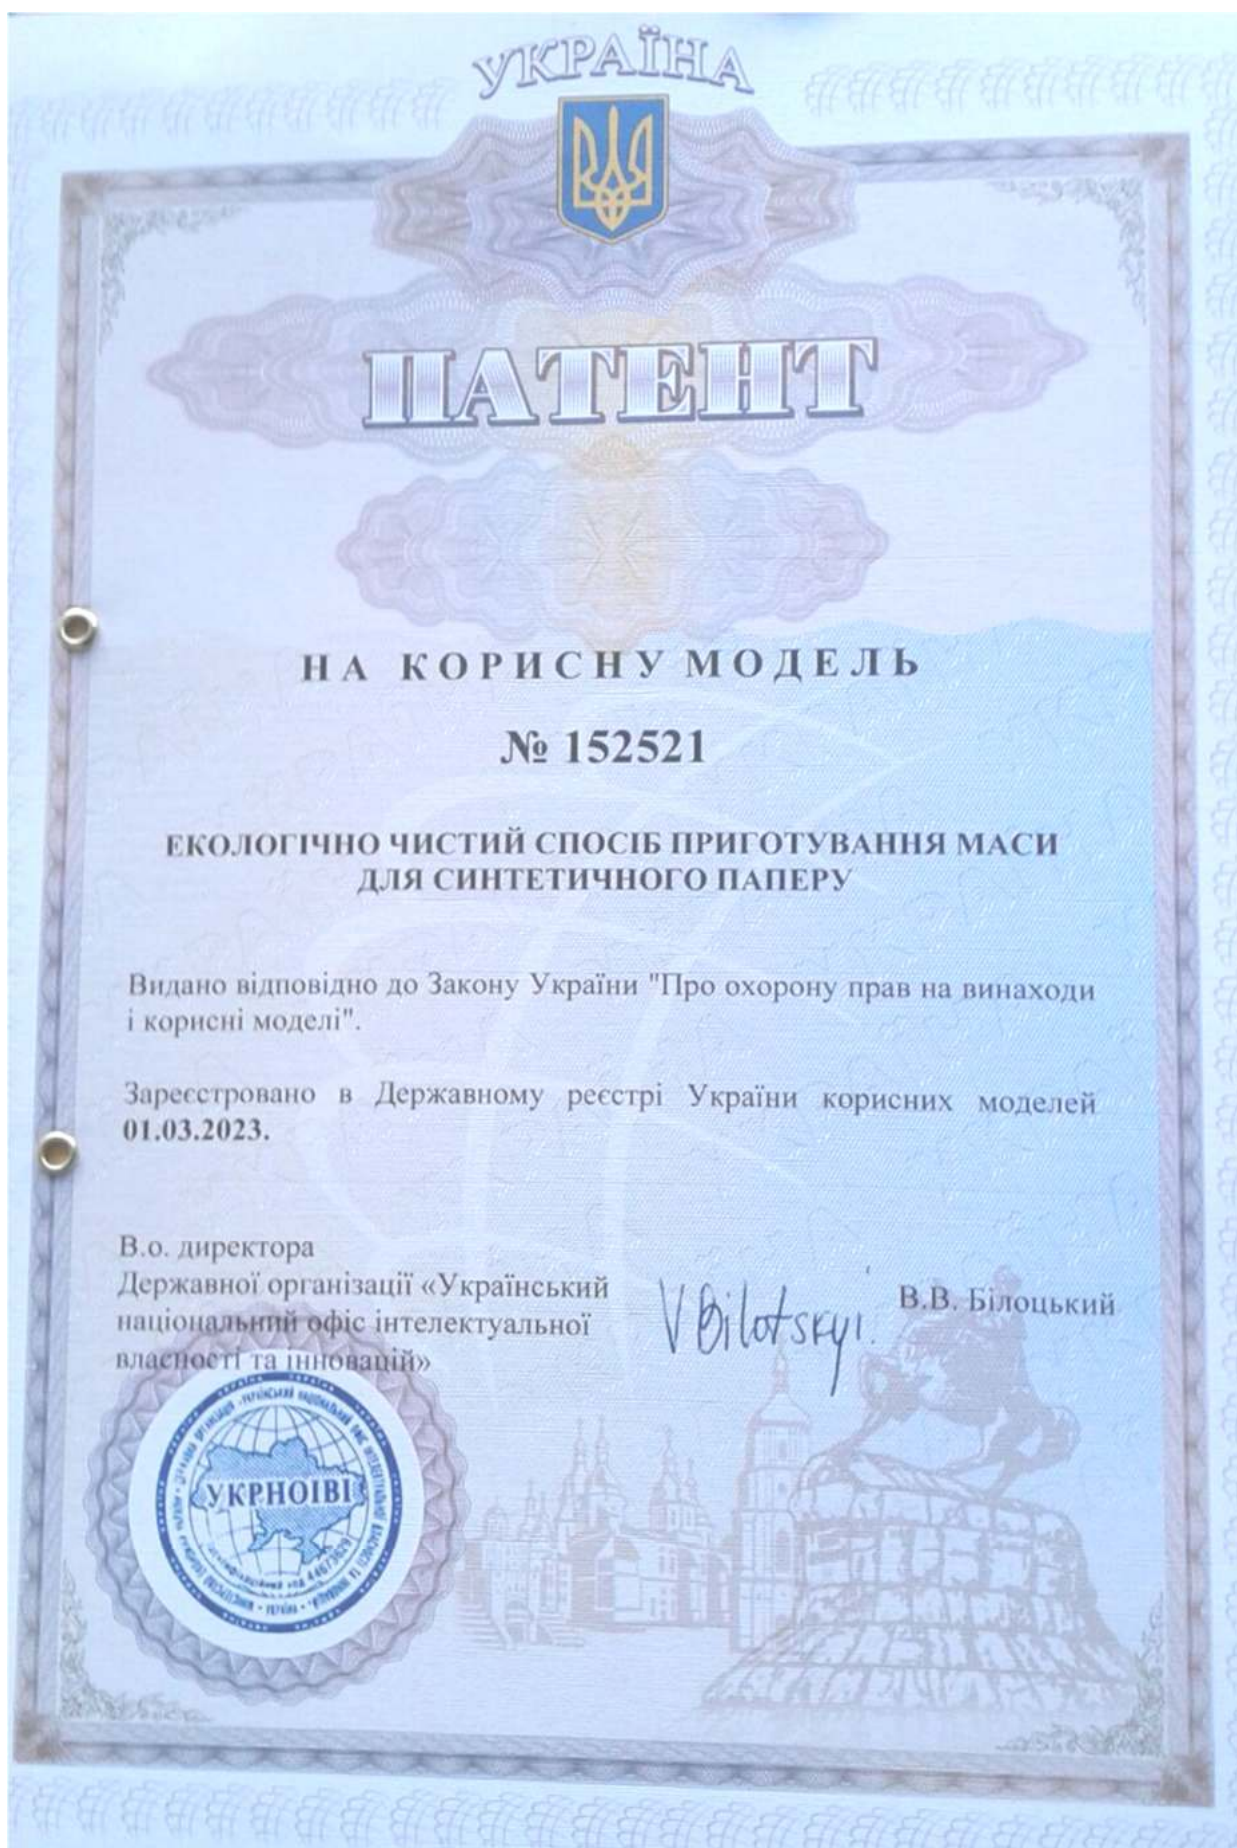 УКРАЇНА
ПАТЕНТ
НА КОРИСНУ МОДЕЛЬ
№ 152521
ЕКОЛОГІЧНО ЧИСТИЙ СПОСІБ ПРИГОТУВАННЯ МАСИ
ДЛЯ СИНТЕТИЧНОГО ПАПЕРУ
Видано відповідно до Закону України "Про охорону прав на винаходи
і корисні моделі".
Зареєстровано в Державному реєстрі України корисних моделей
01.03.2023.
В.о. директора
Державної організації «Український
національний офіс інтелектуальної
власності та інновацій»
V Bilotskyi
В.В. Білоцький
УКРНОІВІ